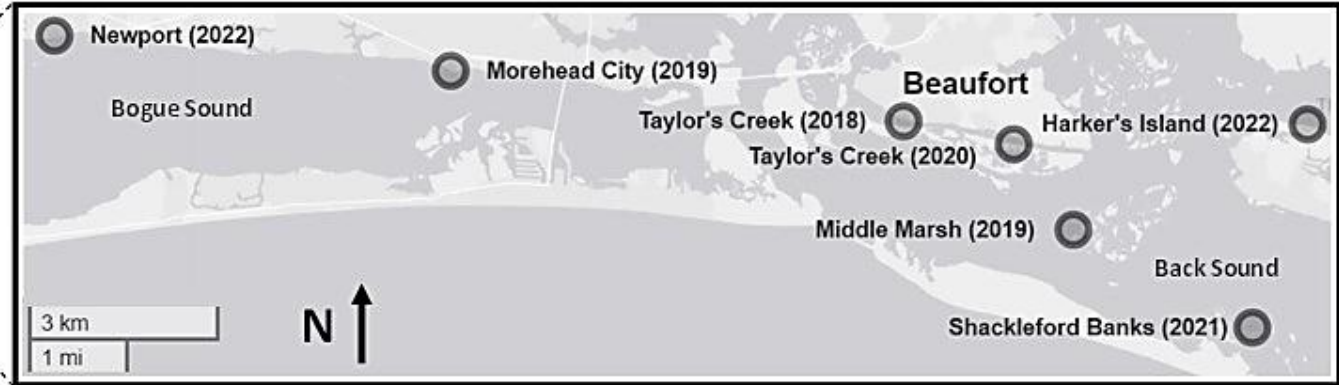 Newport (2022)
Morehead City (2019)
Bogue Sound
Beaufort
Taylor's Creek (2018)
Harker's Island (2022)
Taylor's Creek (2020)
Middle Marsh (2019)
Back Sound
3 km
1 mi
N
Shackleford Banks (2021)